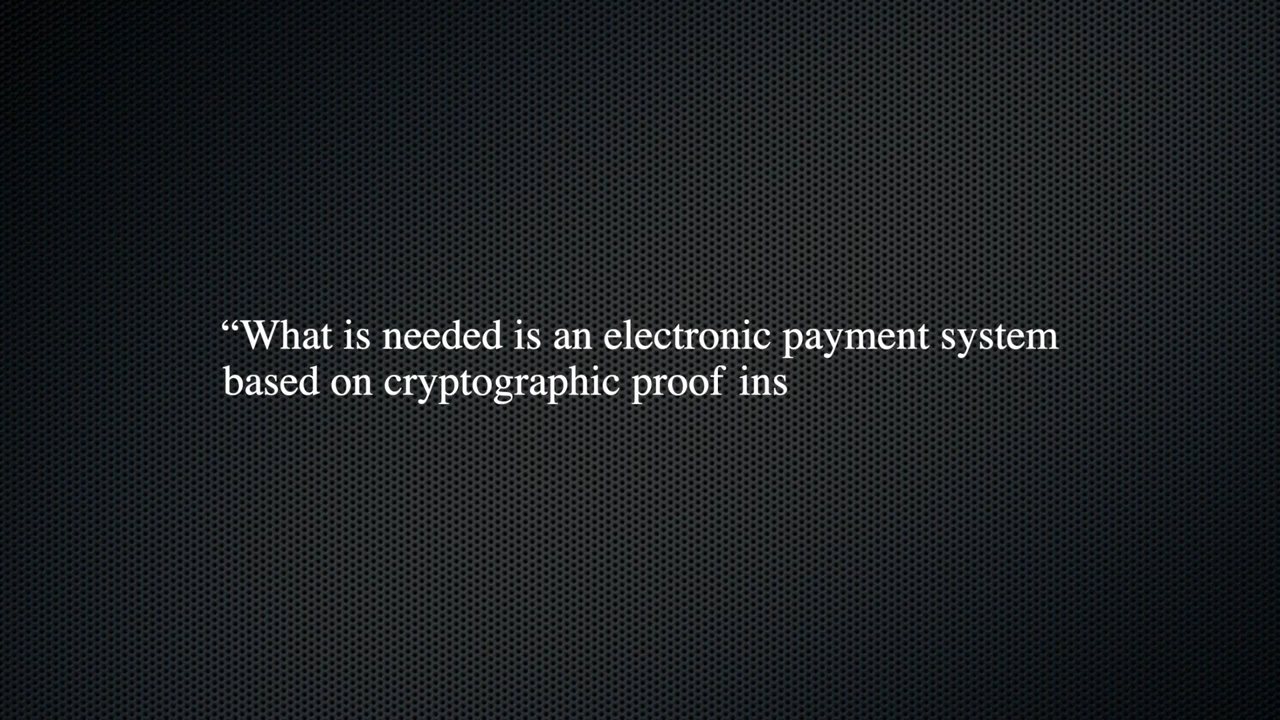 “What is needed is an electronic payment system
based on cryptographic proof ins